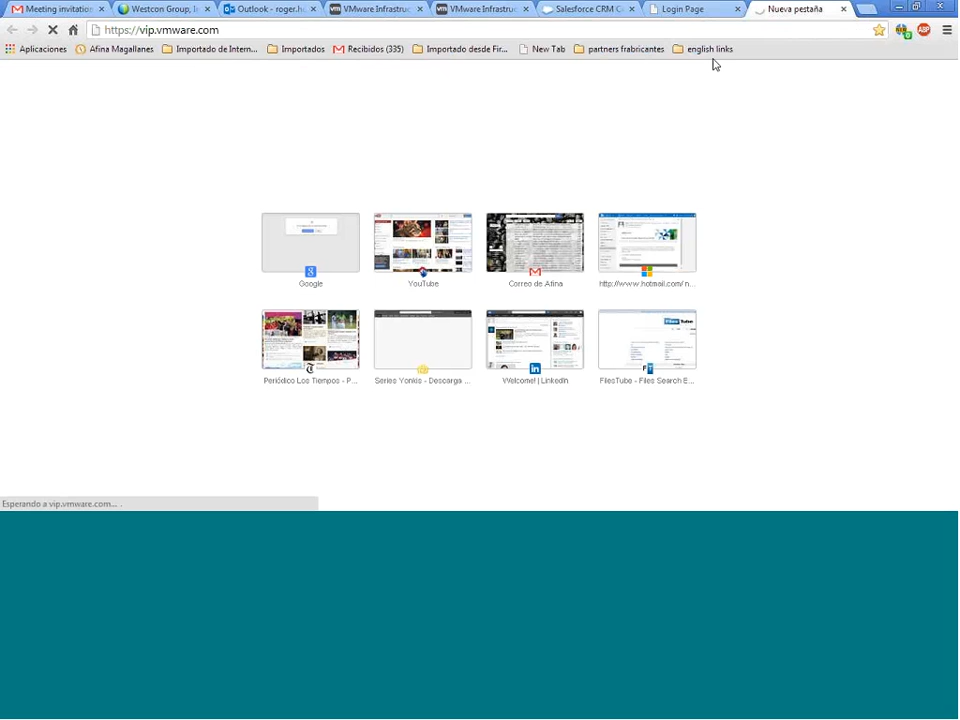 Meeting invitation
Westcon Group, I
Outlook - roger.h
VMware Infrastruc
VMware Infrastruc
Salesforce CRM C
Login Page
Nueva pestaña
https://vip.vmware.com
Aplicaciones
Afina Magallanes
Importado de Intern...
Importados
Recibidos (335)
Importado desde Fir...
New Tab
partners frabricantes
english links
Google
YouTube
Correo de Afina
http://www.hotmail.com/ n...
Periódico Los Tiempos - P...
Series Yonkis - Descarga ...
Welcome! | LinkedIn
FilesTube - Files Search E...
Esperando a vip.vmware.com...